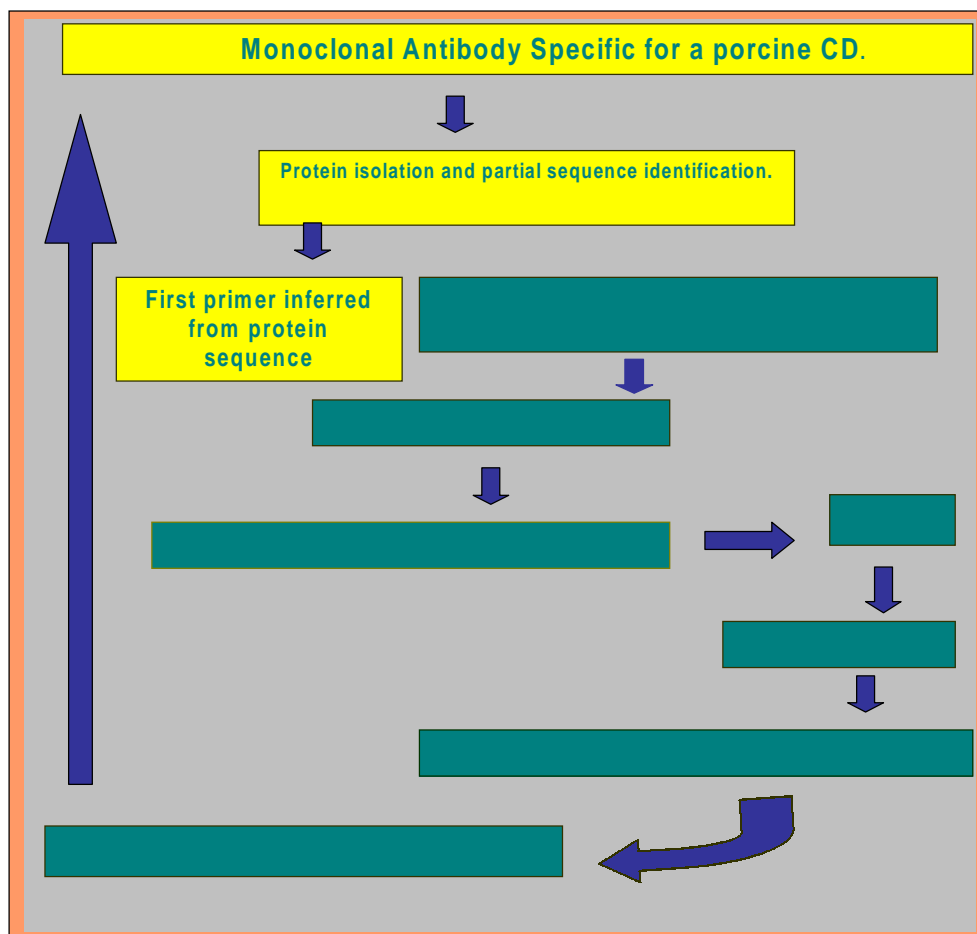 Monoclonal Antibody Specific for a porcine CD.
Protein isolation and partial sequence identification.
First primer inferred
from protein
sequence